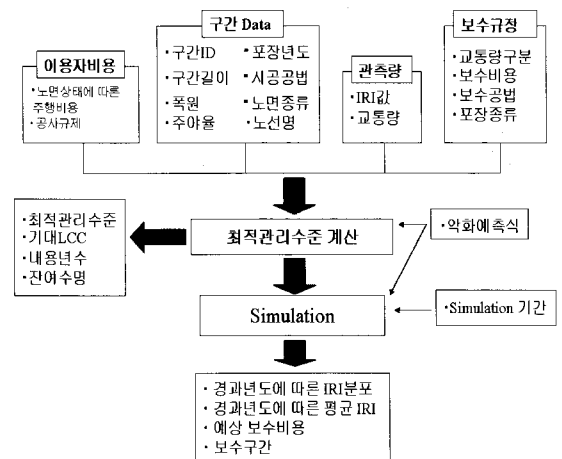 이용자비용
·노면상태에 따른
주행비용
·공사규제
구간 Data
·구간ID
·구간길이
·폭원
·주야율
·포장년도
·시공공법
·노면종류
·노선명
관측량
·IRI값
·교통량
보수규정
·교통량구분
·보수비용
·보수공법
·포장종류
·최적관리수준
·기대LCC
·내용년수
·잔여수명
최적관리수준 계산
·악화예측식
Simulation
·Simulation 기간
·경과년도에 따른 IRI분포
·경과년도에 따른 평균 IRI
·예상 보수비용
·보수구간